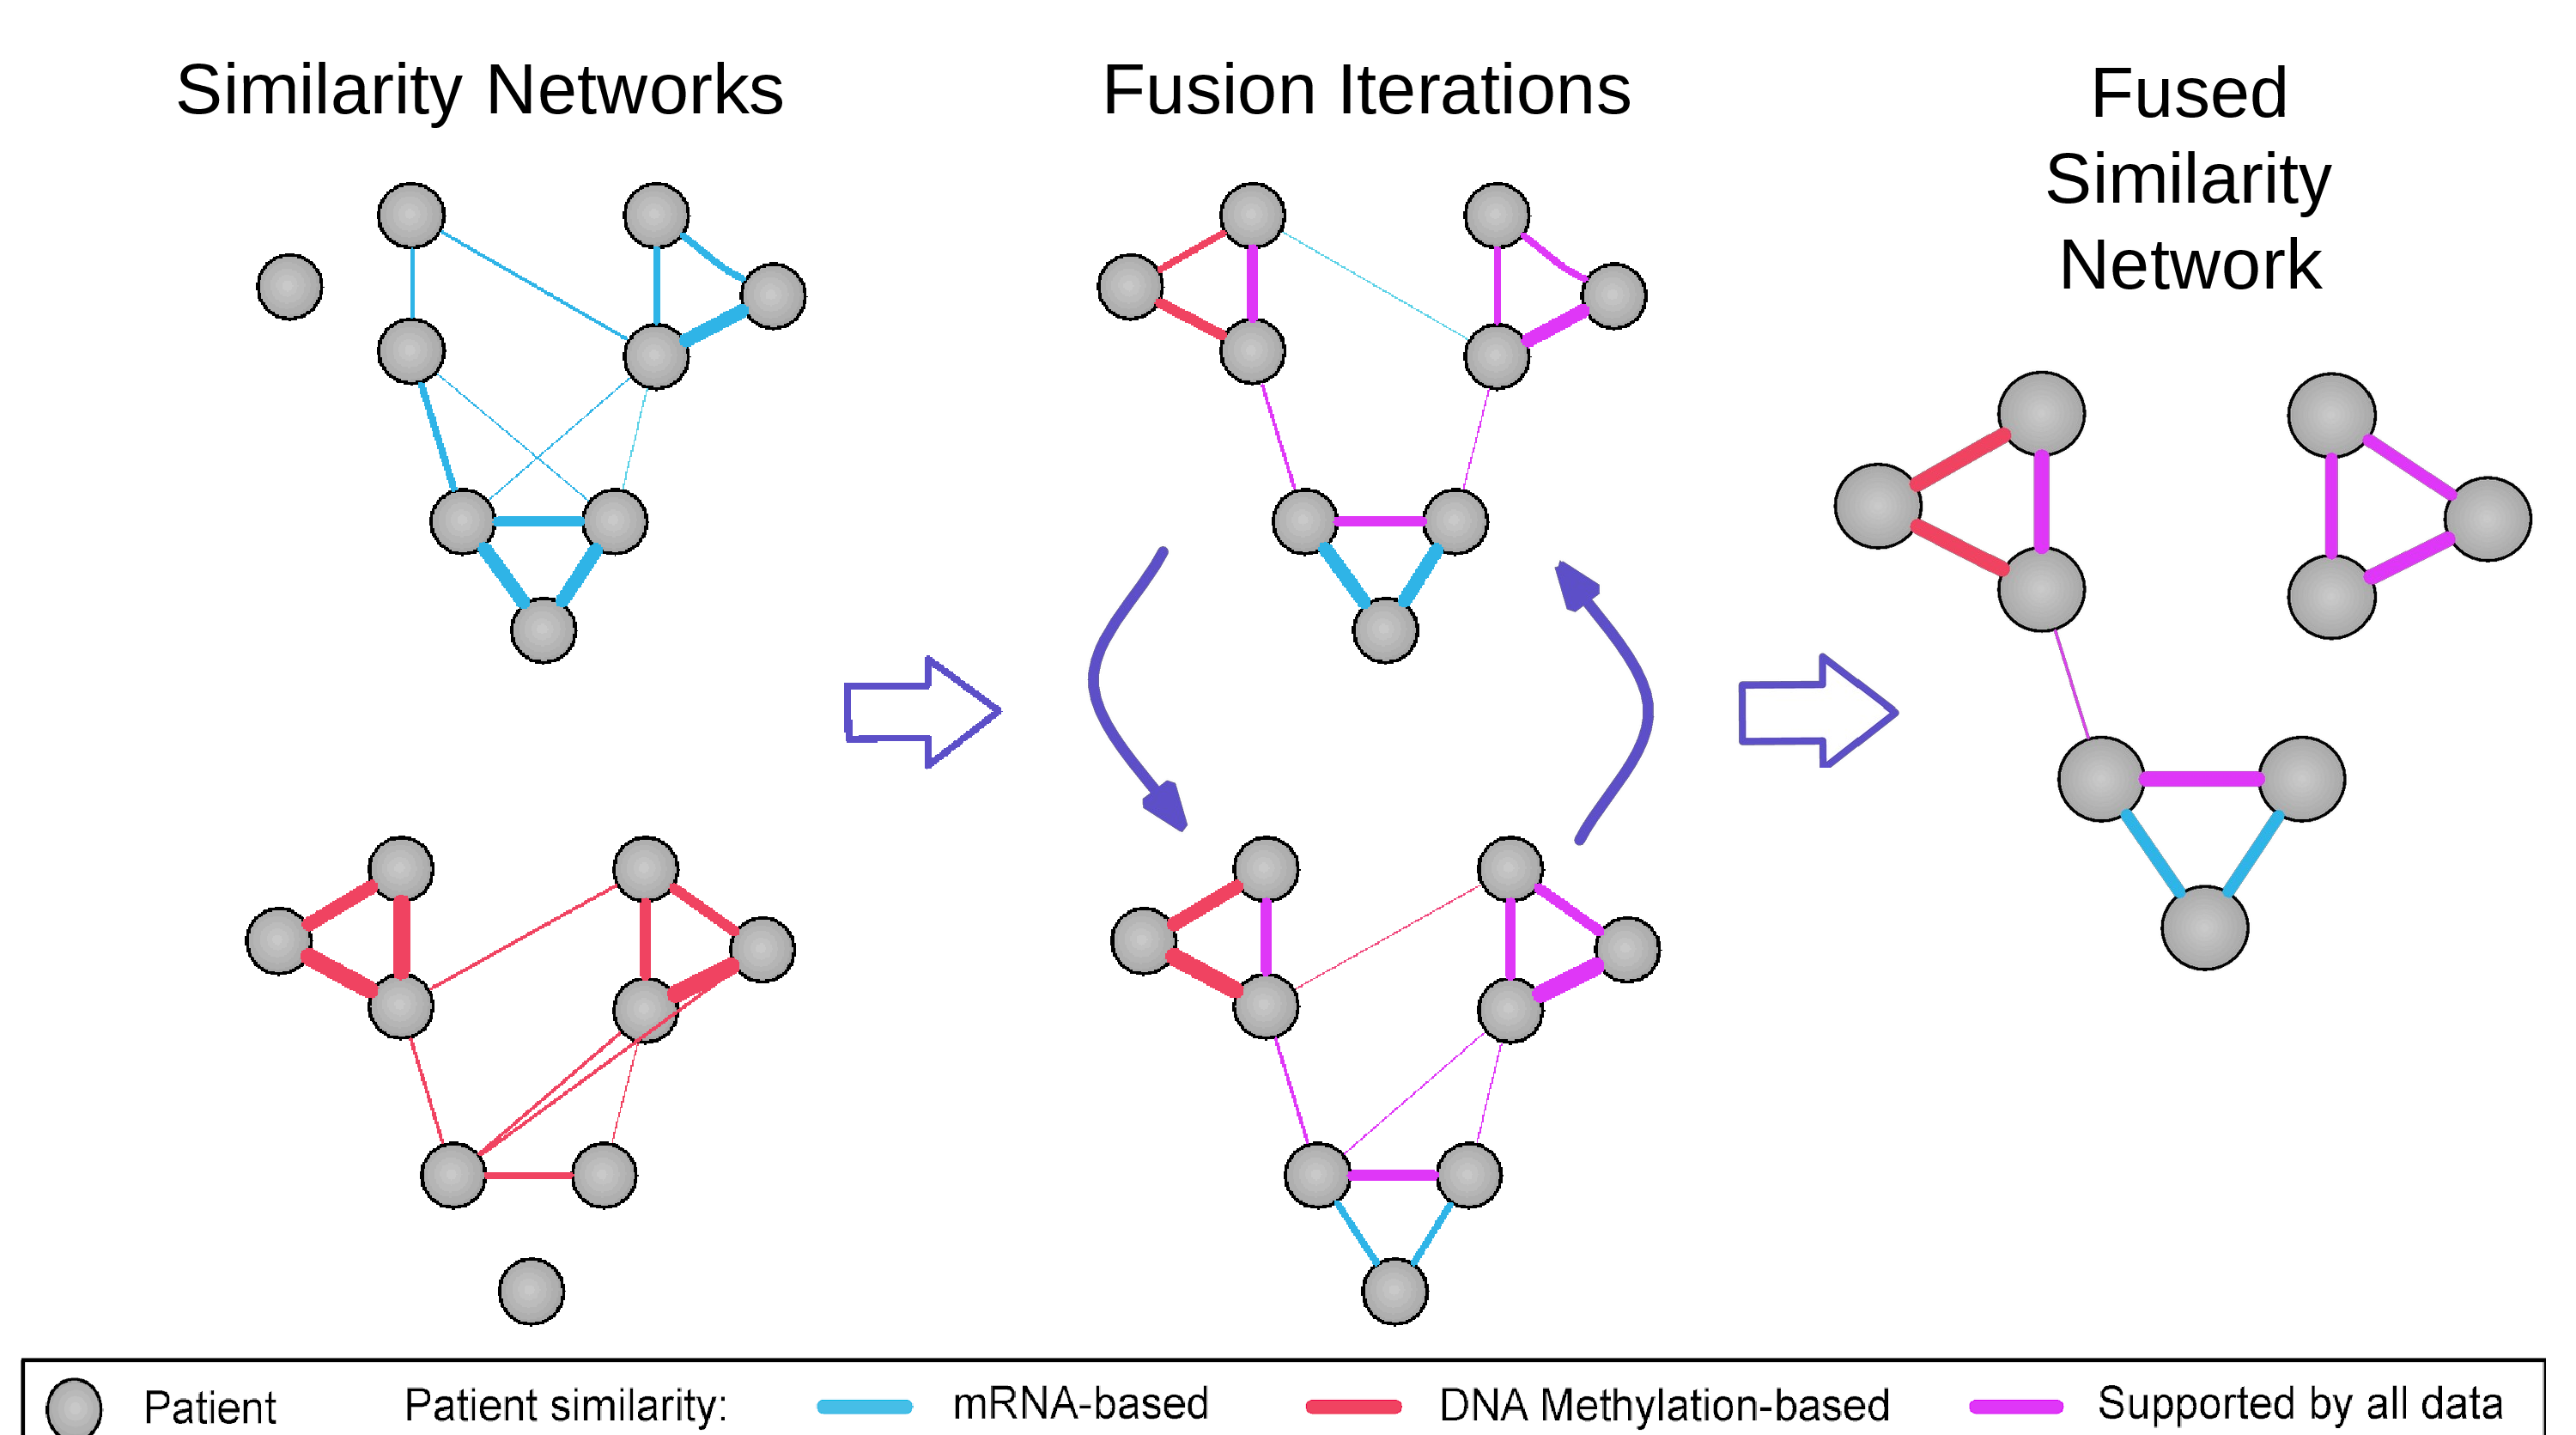 Similarity Networks
Fusion Iterations
Fused
Similarity
Network
Patient
Patient similarity:
mRNA-based
DNA Methylation-based
Supported by all data